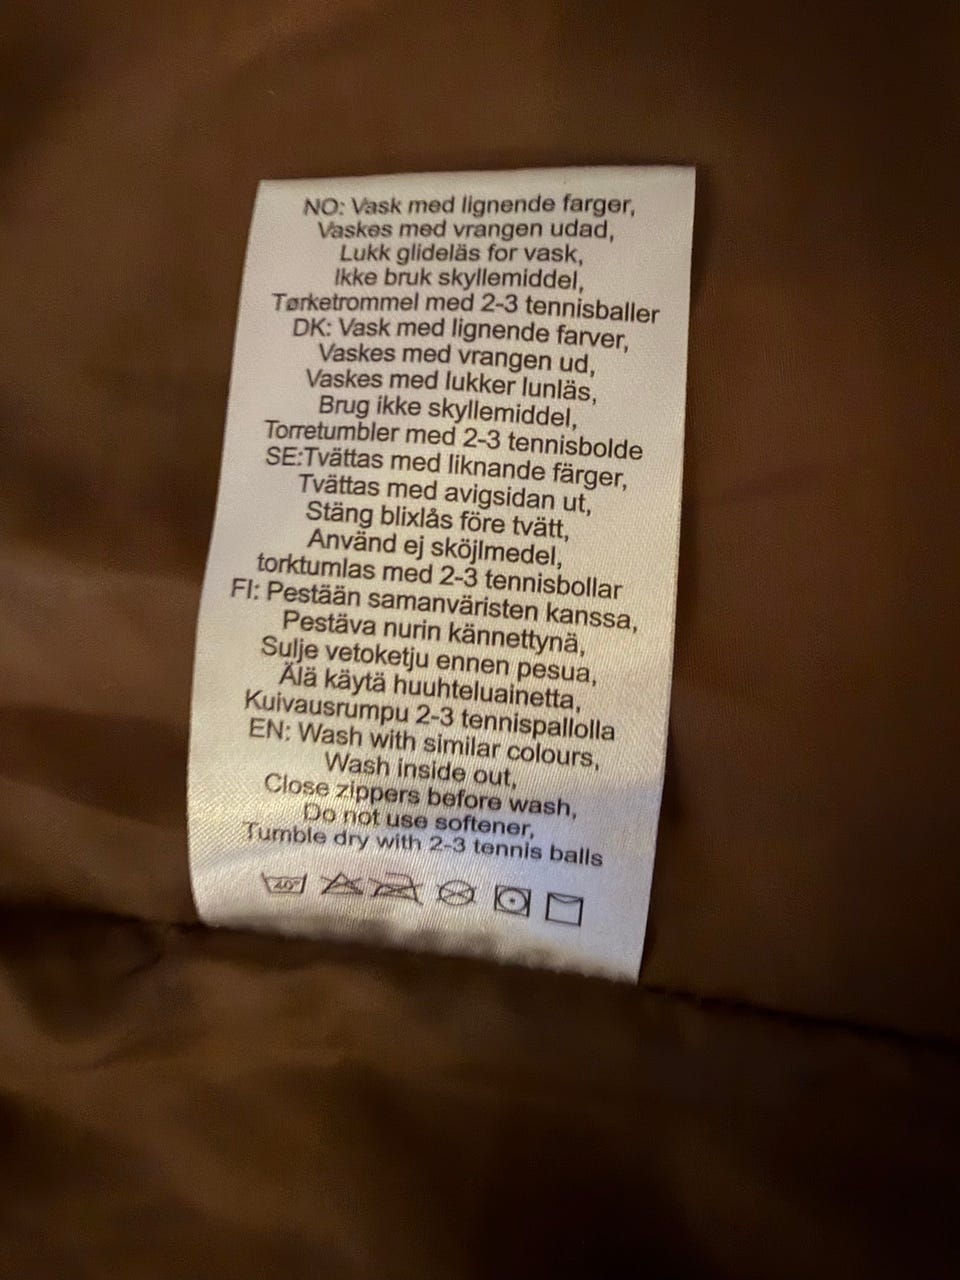 NO: Vask med lignende farger,
Vaskes med vrangen udad,
Lukk glideläs for vask,
Ikke bruk skyllemiddel,
Tørketrommel med 2-3 tennisballer
DK: Vask med lignende farver,
Vaskes med vrangen ud,
Vaskes med lukker lunläs,
Brug ikke skyllemiddel,
Torretumbler med 2-3 tennisbolde
SE:Tvättas med liknande färger,
Tvättas med avigsidan ut,
Stäng blixlås före tvätt,
Använd ej sköjlmedel,
torktumlas med 2-3 tennisbollar
FI: Pestään samanväristen kanssa,
Pestäva nurin kännettynä,
Sulje vetoketju ennen pesua,
Älä käytä huuhteluainetta,
Kuivausrumpu 2-3 tennispallolla
EN: Wash with similar colours,
Wash inside out,
Close zippers before wash,
Do not use softener,
Tumble dry with 2-3 tennis balls
40°